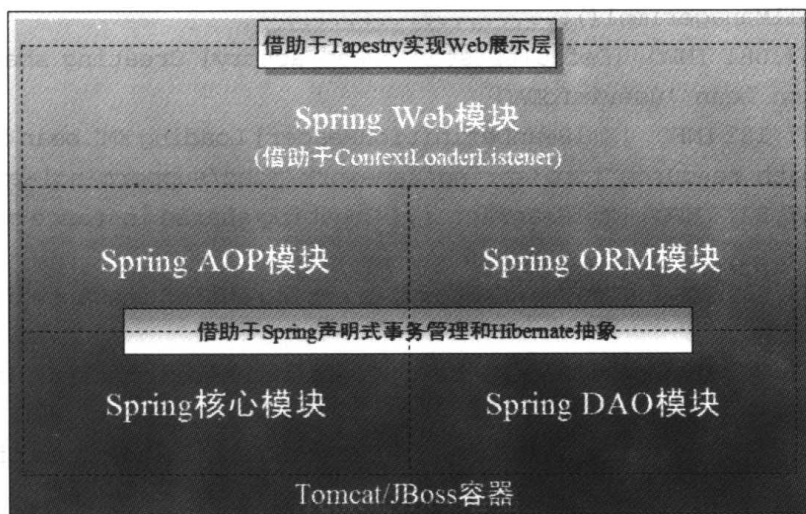 借助于Tapestry实现Web展示层
Spring Web模块
(借助于ContextLoaderListener)
Spring AOP模块
Spring ORM模块
借助于Spring声明式事务管理和Hibernate抽象
Spring核心模块
Spring DAO模块
Tomcat/JBoss容器